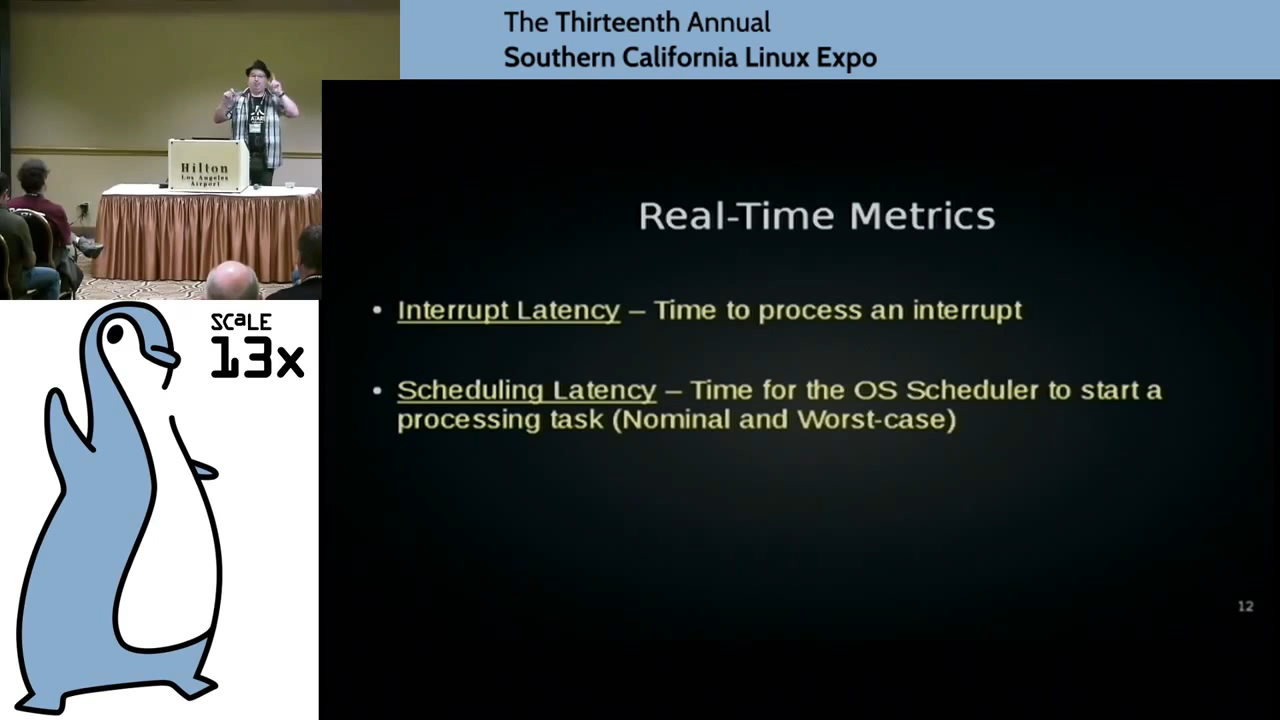 The Thirteenth Annual
Southern California Linux Expo
Hilton
Los Angeles
Airport
ATARI
SCaLE
13x
Real-Time Metrics
• Interrupt Latency – Time to process an interrupt
• Scheduling Latency – Time for the OS Scheduler to start a
processing task (Nominal and Worst-case)
12